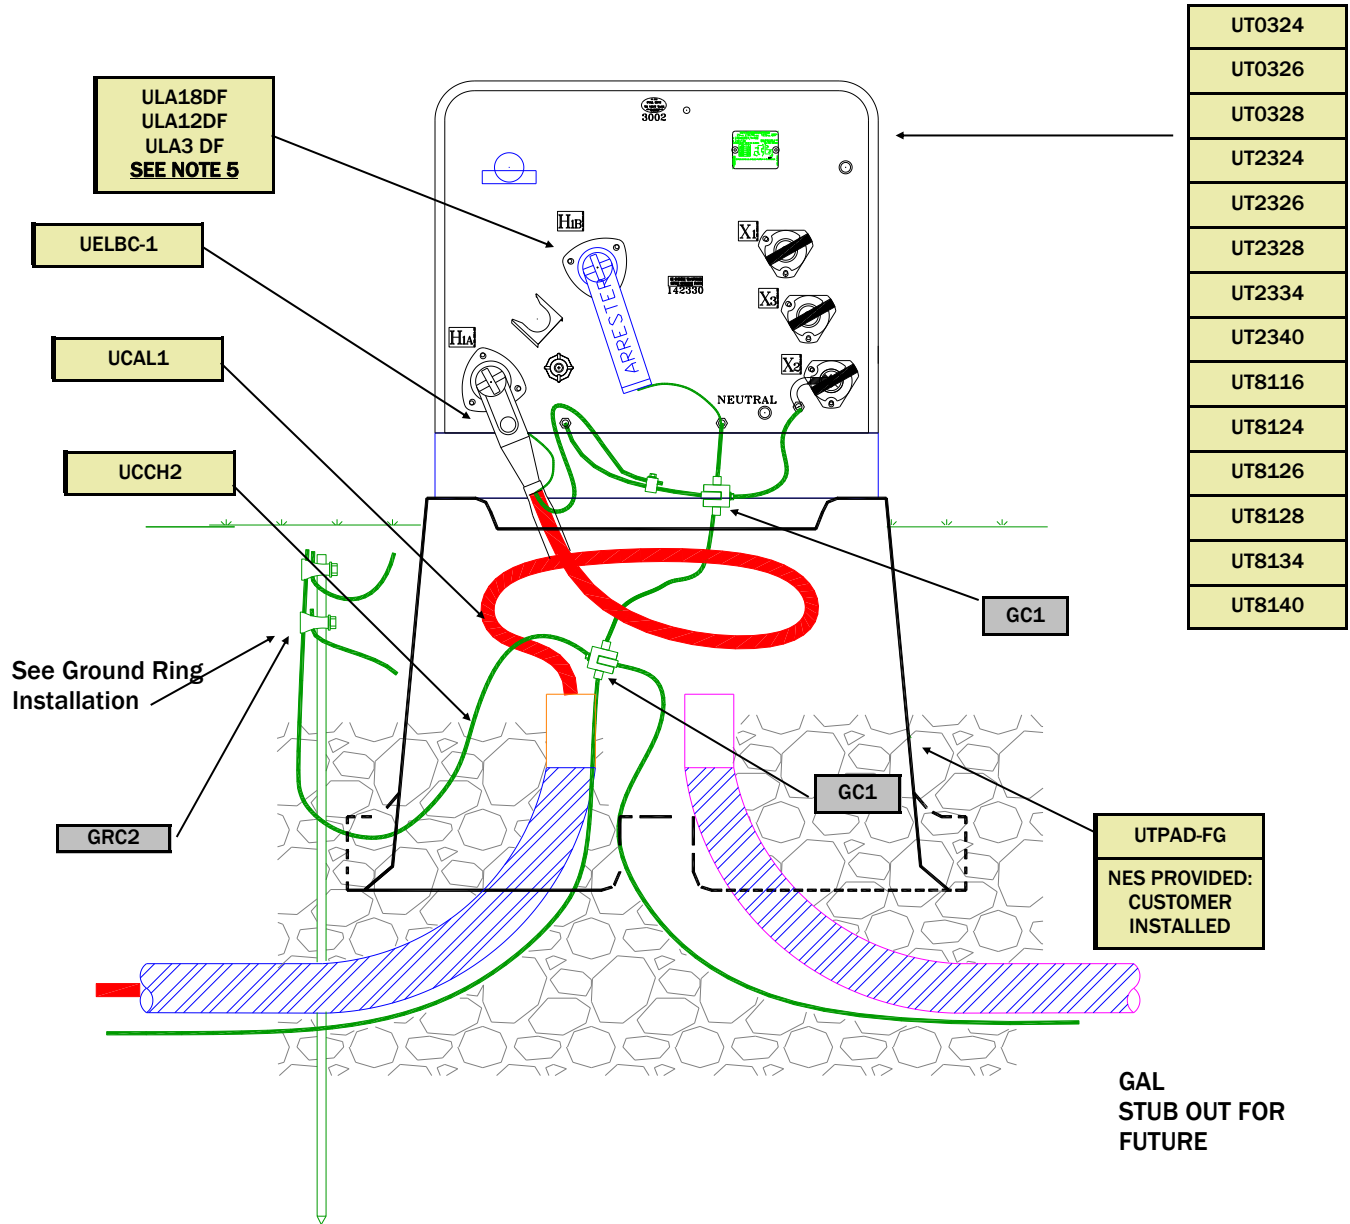 UT0324
UT0326
UT0328
UT2324
UT2326
UT2328
UT2334
UT2340
UT8116
UT8124
UT8126
UT8128
UT8134
UT8140
ULA18DF
ULA12DF
ULA3 DF
SEE NOTE 5
UELBC-1
UCAL1
UCCH2
3002
H1B
X1
142330
X3
ARRESTER
H1A
X2
NEUTRAL
GC1
See Ground Ring
Installation
GC1
GRC2
UTPAD-FG
NES PROVIDED:
CUSTOMER
INSTALLED
GAL
STUB OUT FOR
FUTURE